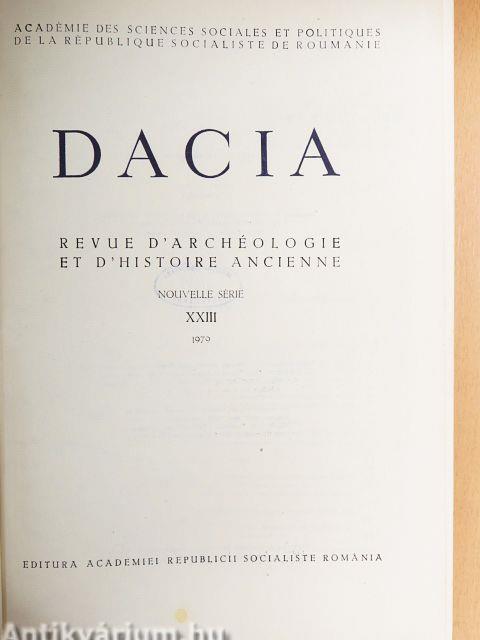 ACADÉMIE DES SCIENCES SOCIALES ET POLITIQUES
DE LA RÉPUBLIQUE SOCIALISTE DE ROUMANIE
DACIA
REVUE D'ARCHÉOLOGIE
ET D'HISTOIRE ANCIENNE
NOUVELLE SÉRIE
XXIII
1979
EDITURA ACADEMIEI REPUBLICII SOCIALISTE ROMÂNIA
Antikvárium.hu